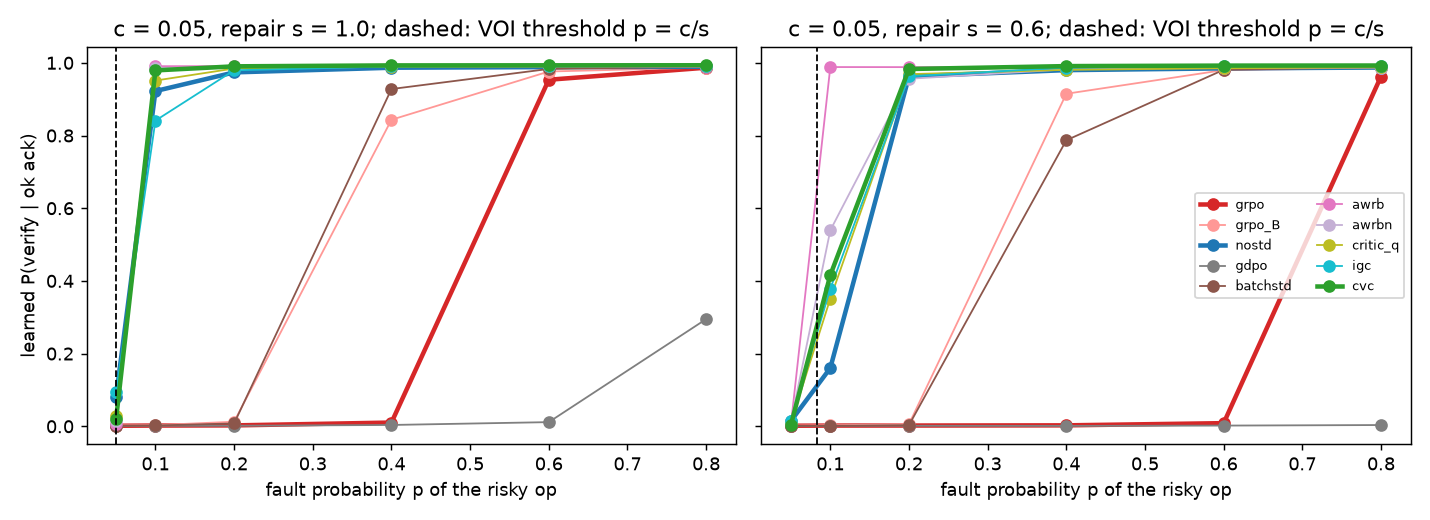 c = 0.05, repair s = 1.0; dashed: VOI threshold p = c/s
c = 0.05, repair s = 0.6; dashed: VOI threshold p = c/s
learned P(verify | ok ack)
1.0
0.8
0.6
0.4
0.2
0.0
0.1 0.2 0.3 0.4 0.5 0.6 0.7 0.8
fault probability p of the risky op
0.1 0.2 0.3 0.4 0.5 0.6 0.7 0.8
fault probability p of the risky op
grpo
grpo_B
nostd
gdpo
batchstd
awrb
awrbn
critic_q
igc
cvc